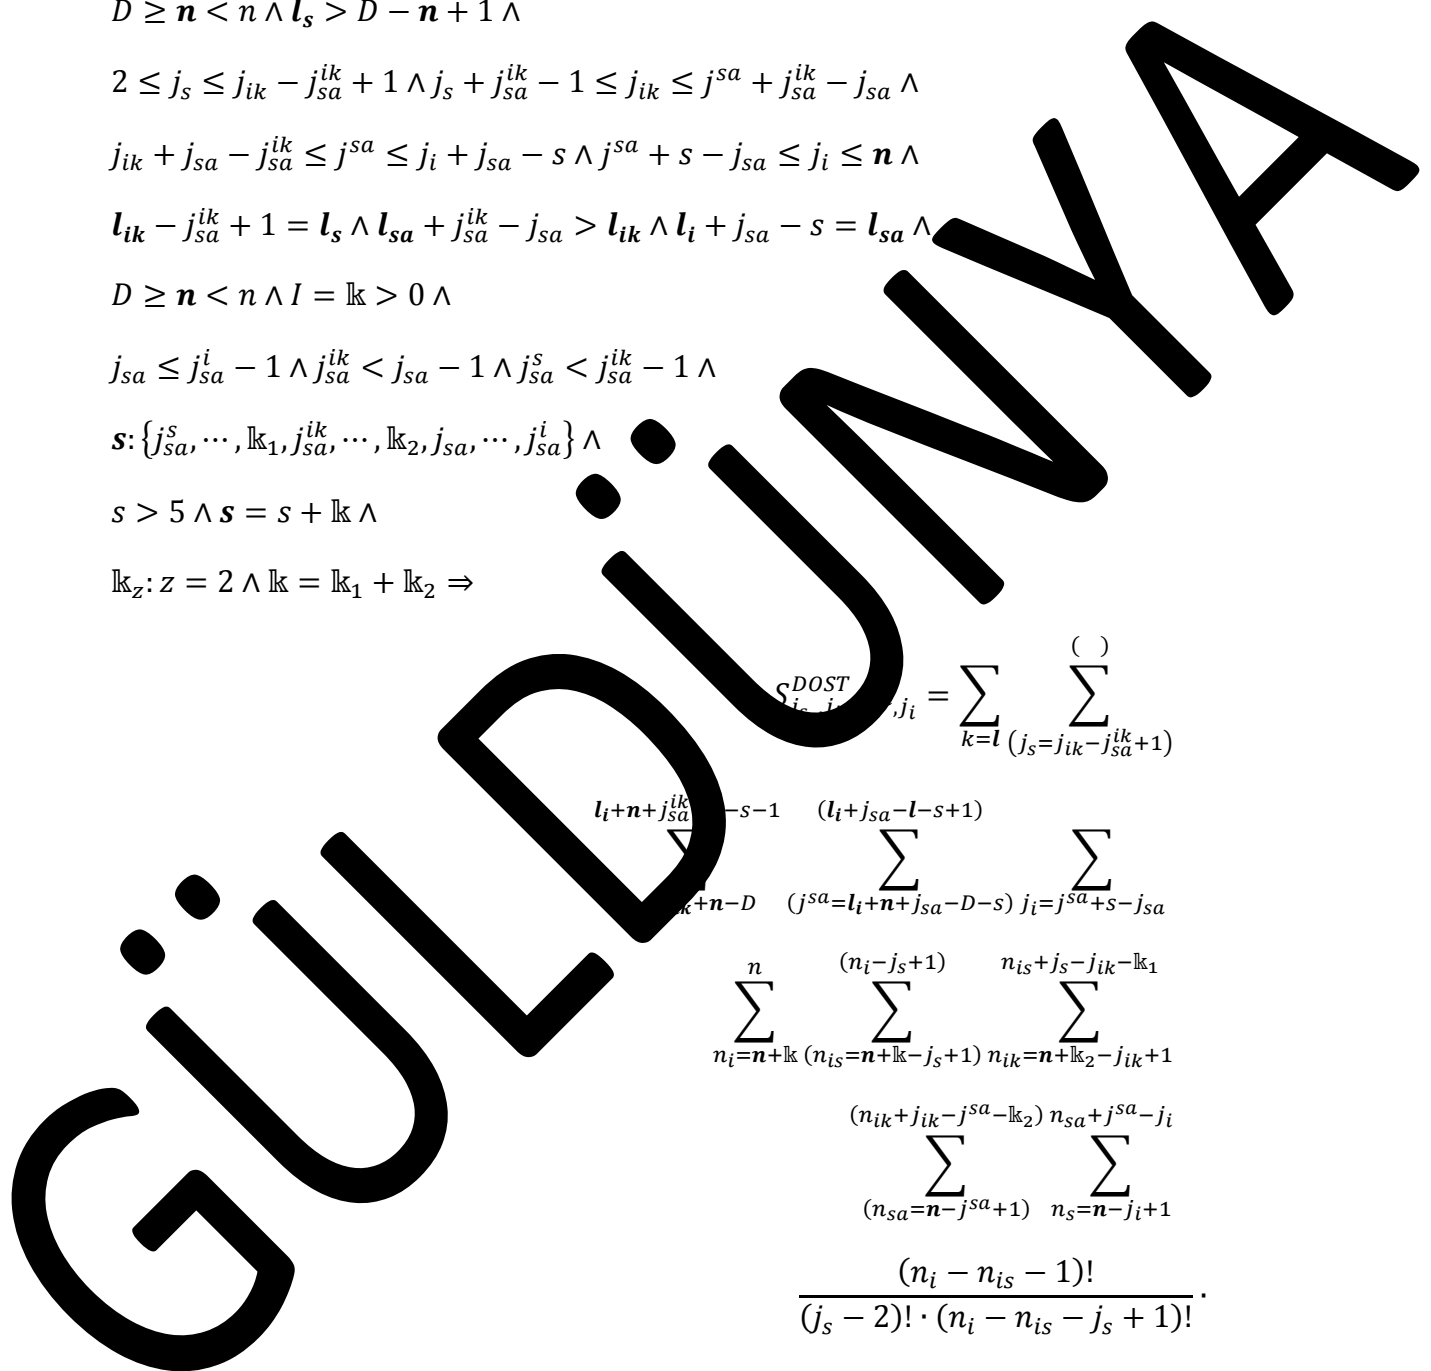 D ≥ 𝒏 < n ∧ 𝒍ₛ > D − 𝒏 + 1 ∧
2 ≤ j_s ≤ j_{ik} − j_{sa}^{ik} + 1 ∧ j_s + j_{sa}^{ik} − 1 ≤ j_{ik} ≤ j^{sa} + j_{sa}^{ik} − j_{sa} ∧
j_{ik} + j_{sa} − j_{sa}^{ik} ≤ j^{sa} ≤ j_i + j_{sa} − s ∧ j^{sa} + s − j_{sa} ≤ j_i ≤ 𝒏 ∧
𝒍_{ik} − j_{sa}^{ik} + 1 = 𝒍_s ∧ 𝒍_{sa} + j_{sa}^{ik} − j_{sa} > 𝒍_{ik} ∧ 𝒍_i + j_{sa} − s = 𝒍_{sa} ∧
D ≥ 𝒏 < n ∧ I = 𝕜 > 0 ∧
j_{sa} ≤ j_{sa}^{i} − 1 ∧ j_{sa}^{ik} < j_{sa} − 1 ∧ j_{sa}^{s} < j_{sa}^{ik} − 1 ∧
𝒔: {j_{sa}^{s}, ⋯, 𝕜_1, j_{sa}^{ik}, ⋯, 𝕜_2, j_{sa}, ⋯, j_{sa}^{i}} ∧
s > 5 ∧ 𝒔 = s + 𝕜 ∧
𝕜_z: z = 2 ∧ 𝕜 = 𝕜_1 + 𝕜_2 ⇒
S^{DOST}_{j_s, ,j_i} = ∑_{k=𝒍} ∑_{(j_s=j_{ik}−j_{sa}^{ik}+1)}^{( )}
∑_{+𝒏−D}^{𝒍_i+𝒏+j_{sa}^{ik} −s−1} ∑_{(j^{sa}=𝒍_i+𝒏+j_{sa}−D−s)}^{(𝒍_i+j_{sa}−𝒍−s+1)} ∑_{j_i=j^{sa}+s−j_{sa}}
∑_{n_i=𝒏+𝕜}^{n} ∑_{(n_{is}=𝒏+𝕜−j_s+1)}^{(n_i−j_s+1)} ∑_{n_{ik}=𝒏+𝕜_2−j_{ik}+1}^{n_{is}+j_s−j_{ik}−𝕜_1}
∑_{(n_{sa}=𝒏−j^{sa}+1)}^{(n_{ik}+j_{ik}−j^{sa}−𝕜_2)} ∑_{n_s=𝒏−j_i+1}^{n_{sa}+j^{sa}−j_i}
(n_i − n_{is} − 1)!
(j_s − 2)! · (n_i − n_{is} − j_s + 1)! ·
GÜLDÜNYA